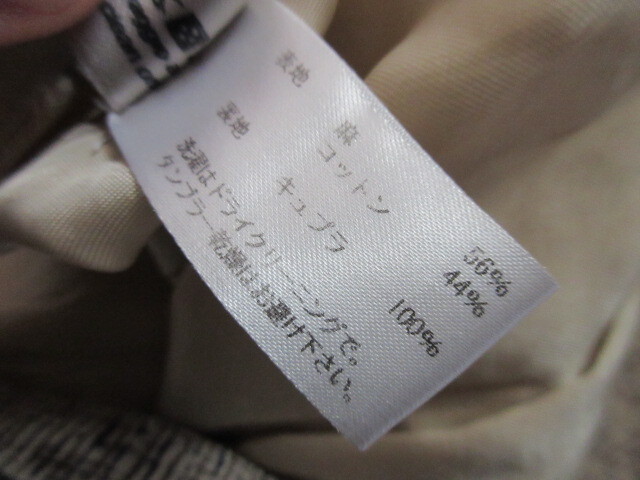 表地 麻 56%
コットン 44%
裏地 キュプラ 100%
洗濯はドライクリーニングで。
タンブラー乾燥はお避け下さい。